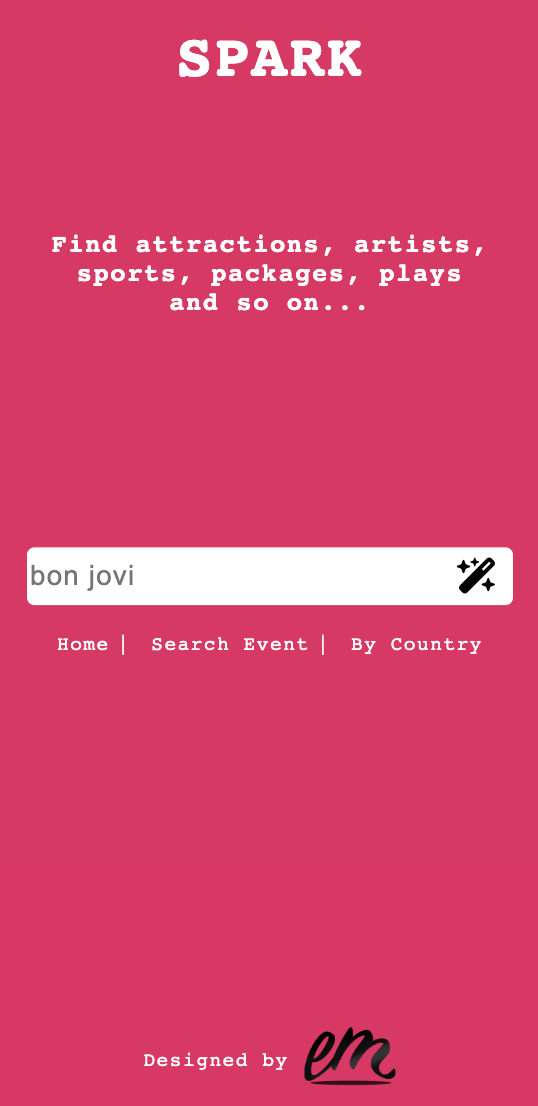 SPARK
Find attractions, artists,
sports, packages, plays
and so on...
bon jovi
Home | Search Event | By Country
Designed by em